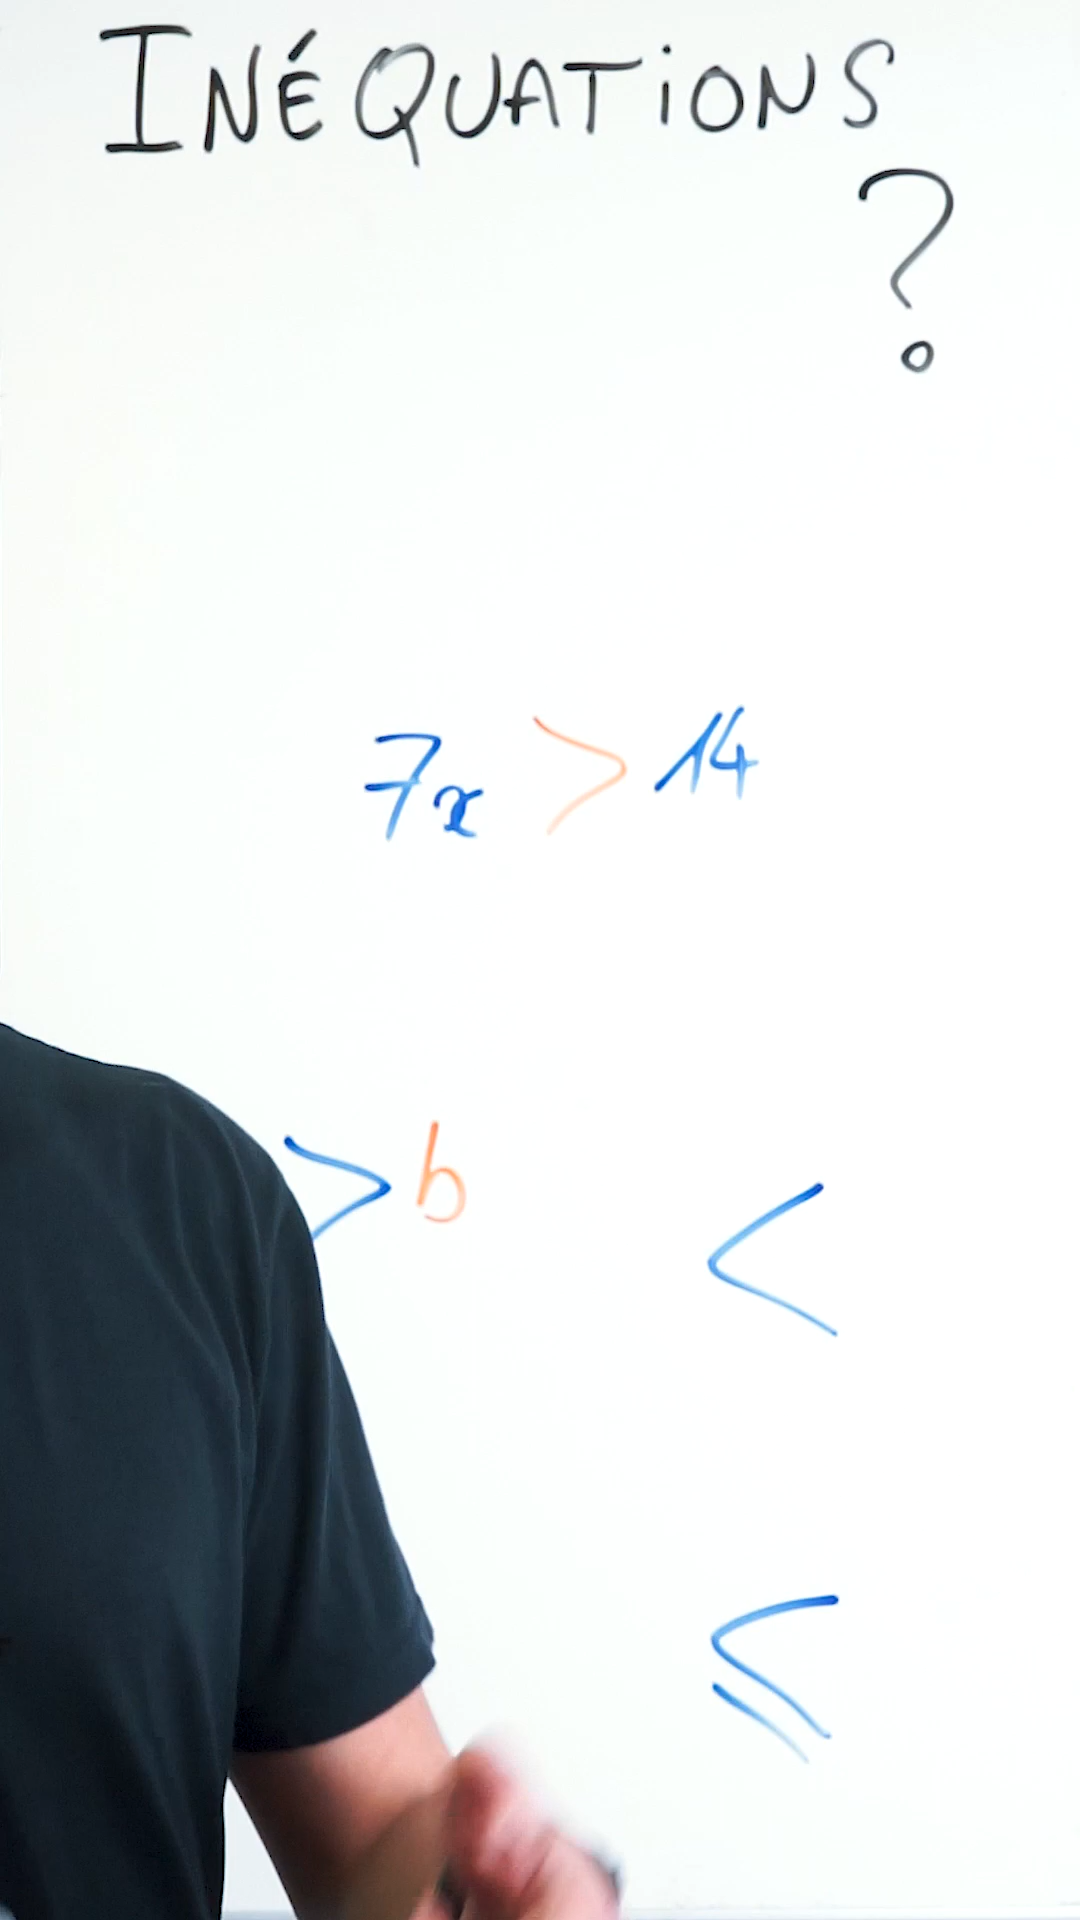 INÉQUATIONS
?
7x > 14
> b
<
≤